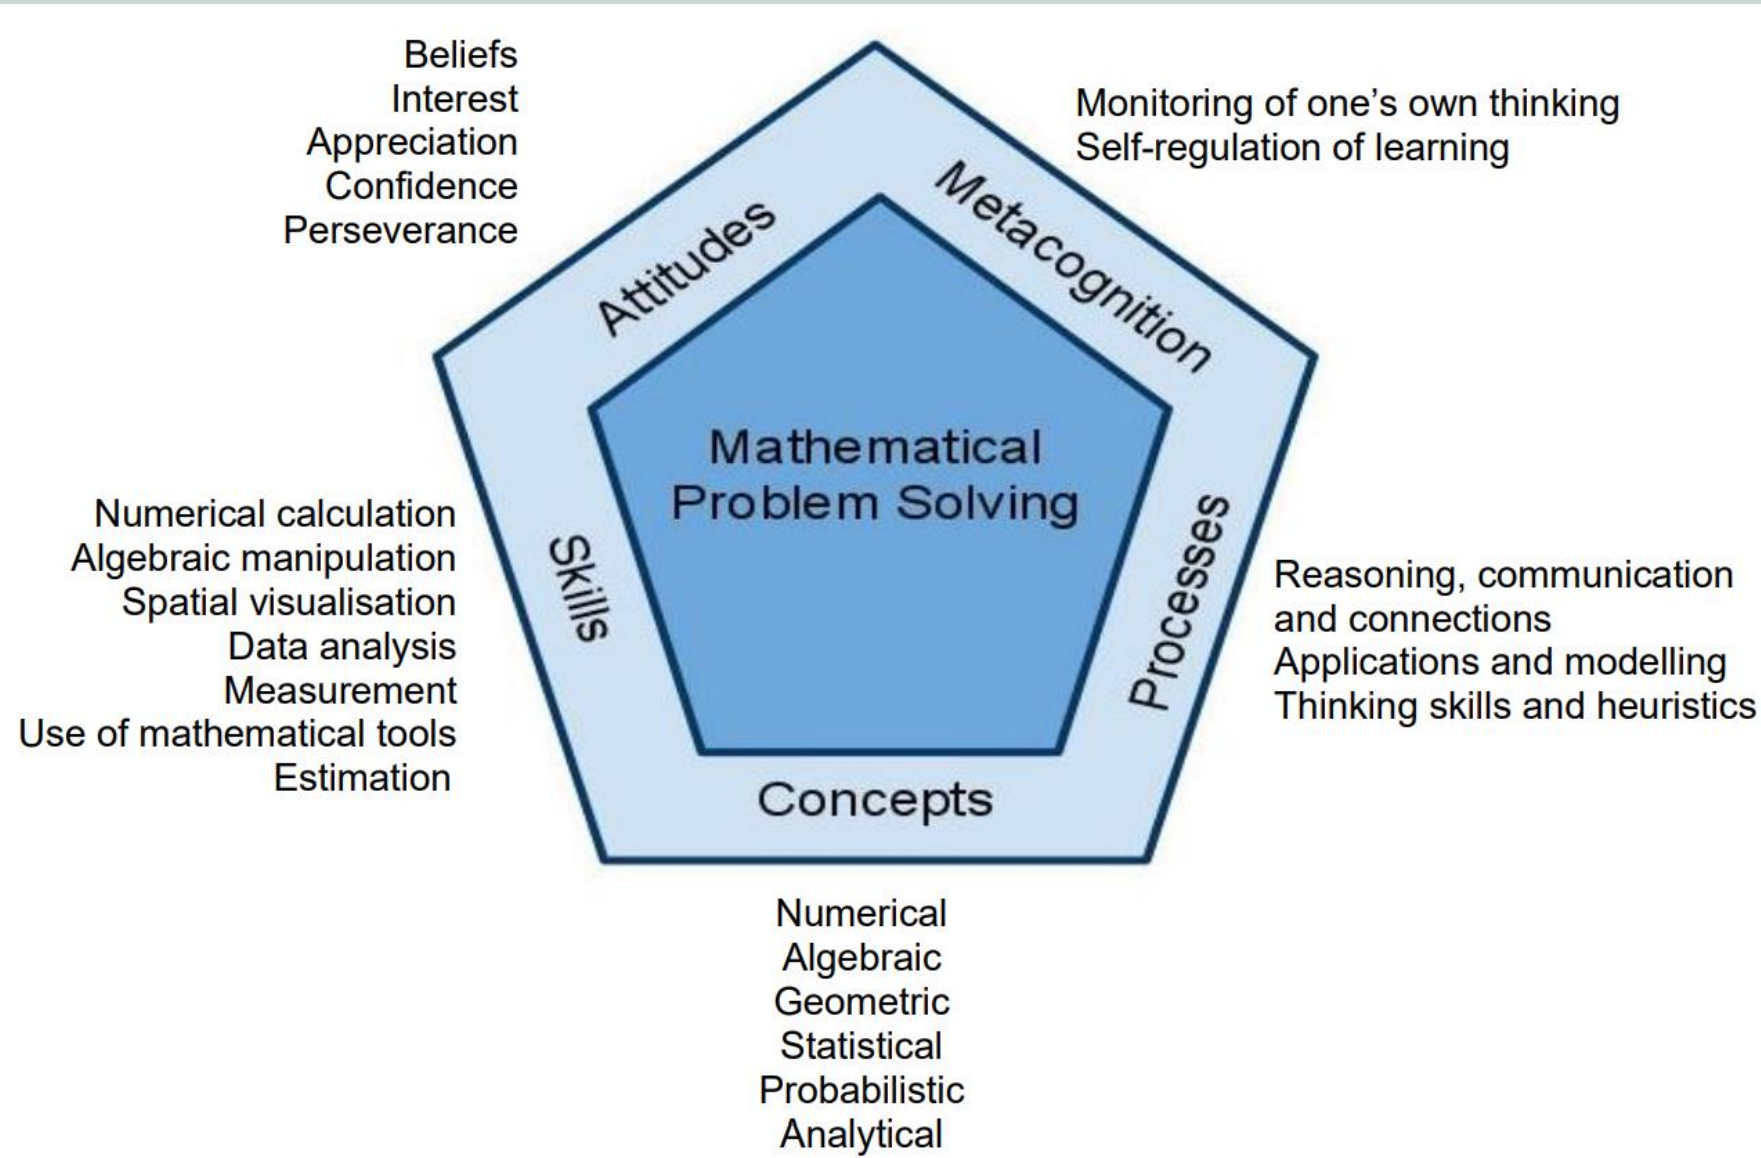 Beliefs
Interest
Appreciation
Confidence
Perseverance
Monitoring of one’s own thinking
Self-regulation of learning
Attitudes
Metacognition
Mathematical
Problem Solving
Skills
Processes
Concepts
Numerical calculation
Algebraic manipulation
Spatial visualisation
Data analysis
Measurement
Use of mathematical tools
Estimation
Reasoning, communication
and connections
Applications and modelling
Thinking skills and heuristics
Numerical
Algebraic
Geometric
Statistical
Probabilistic
Analytical